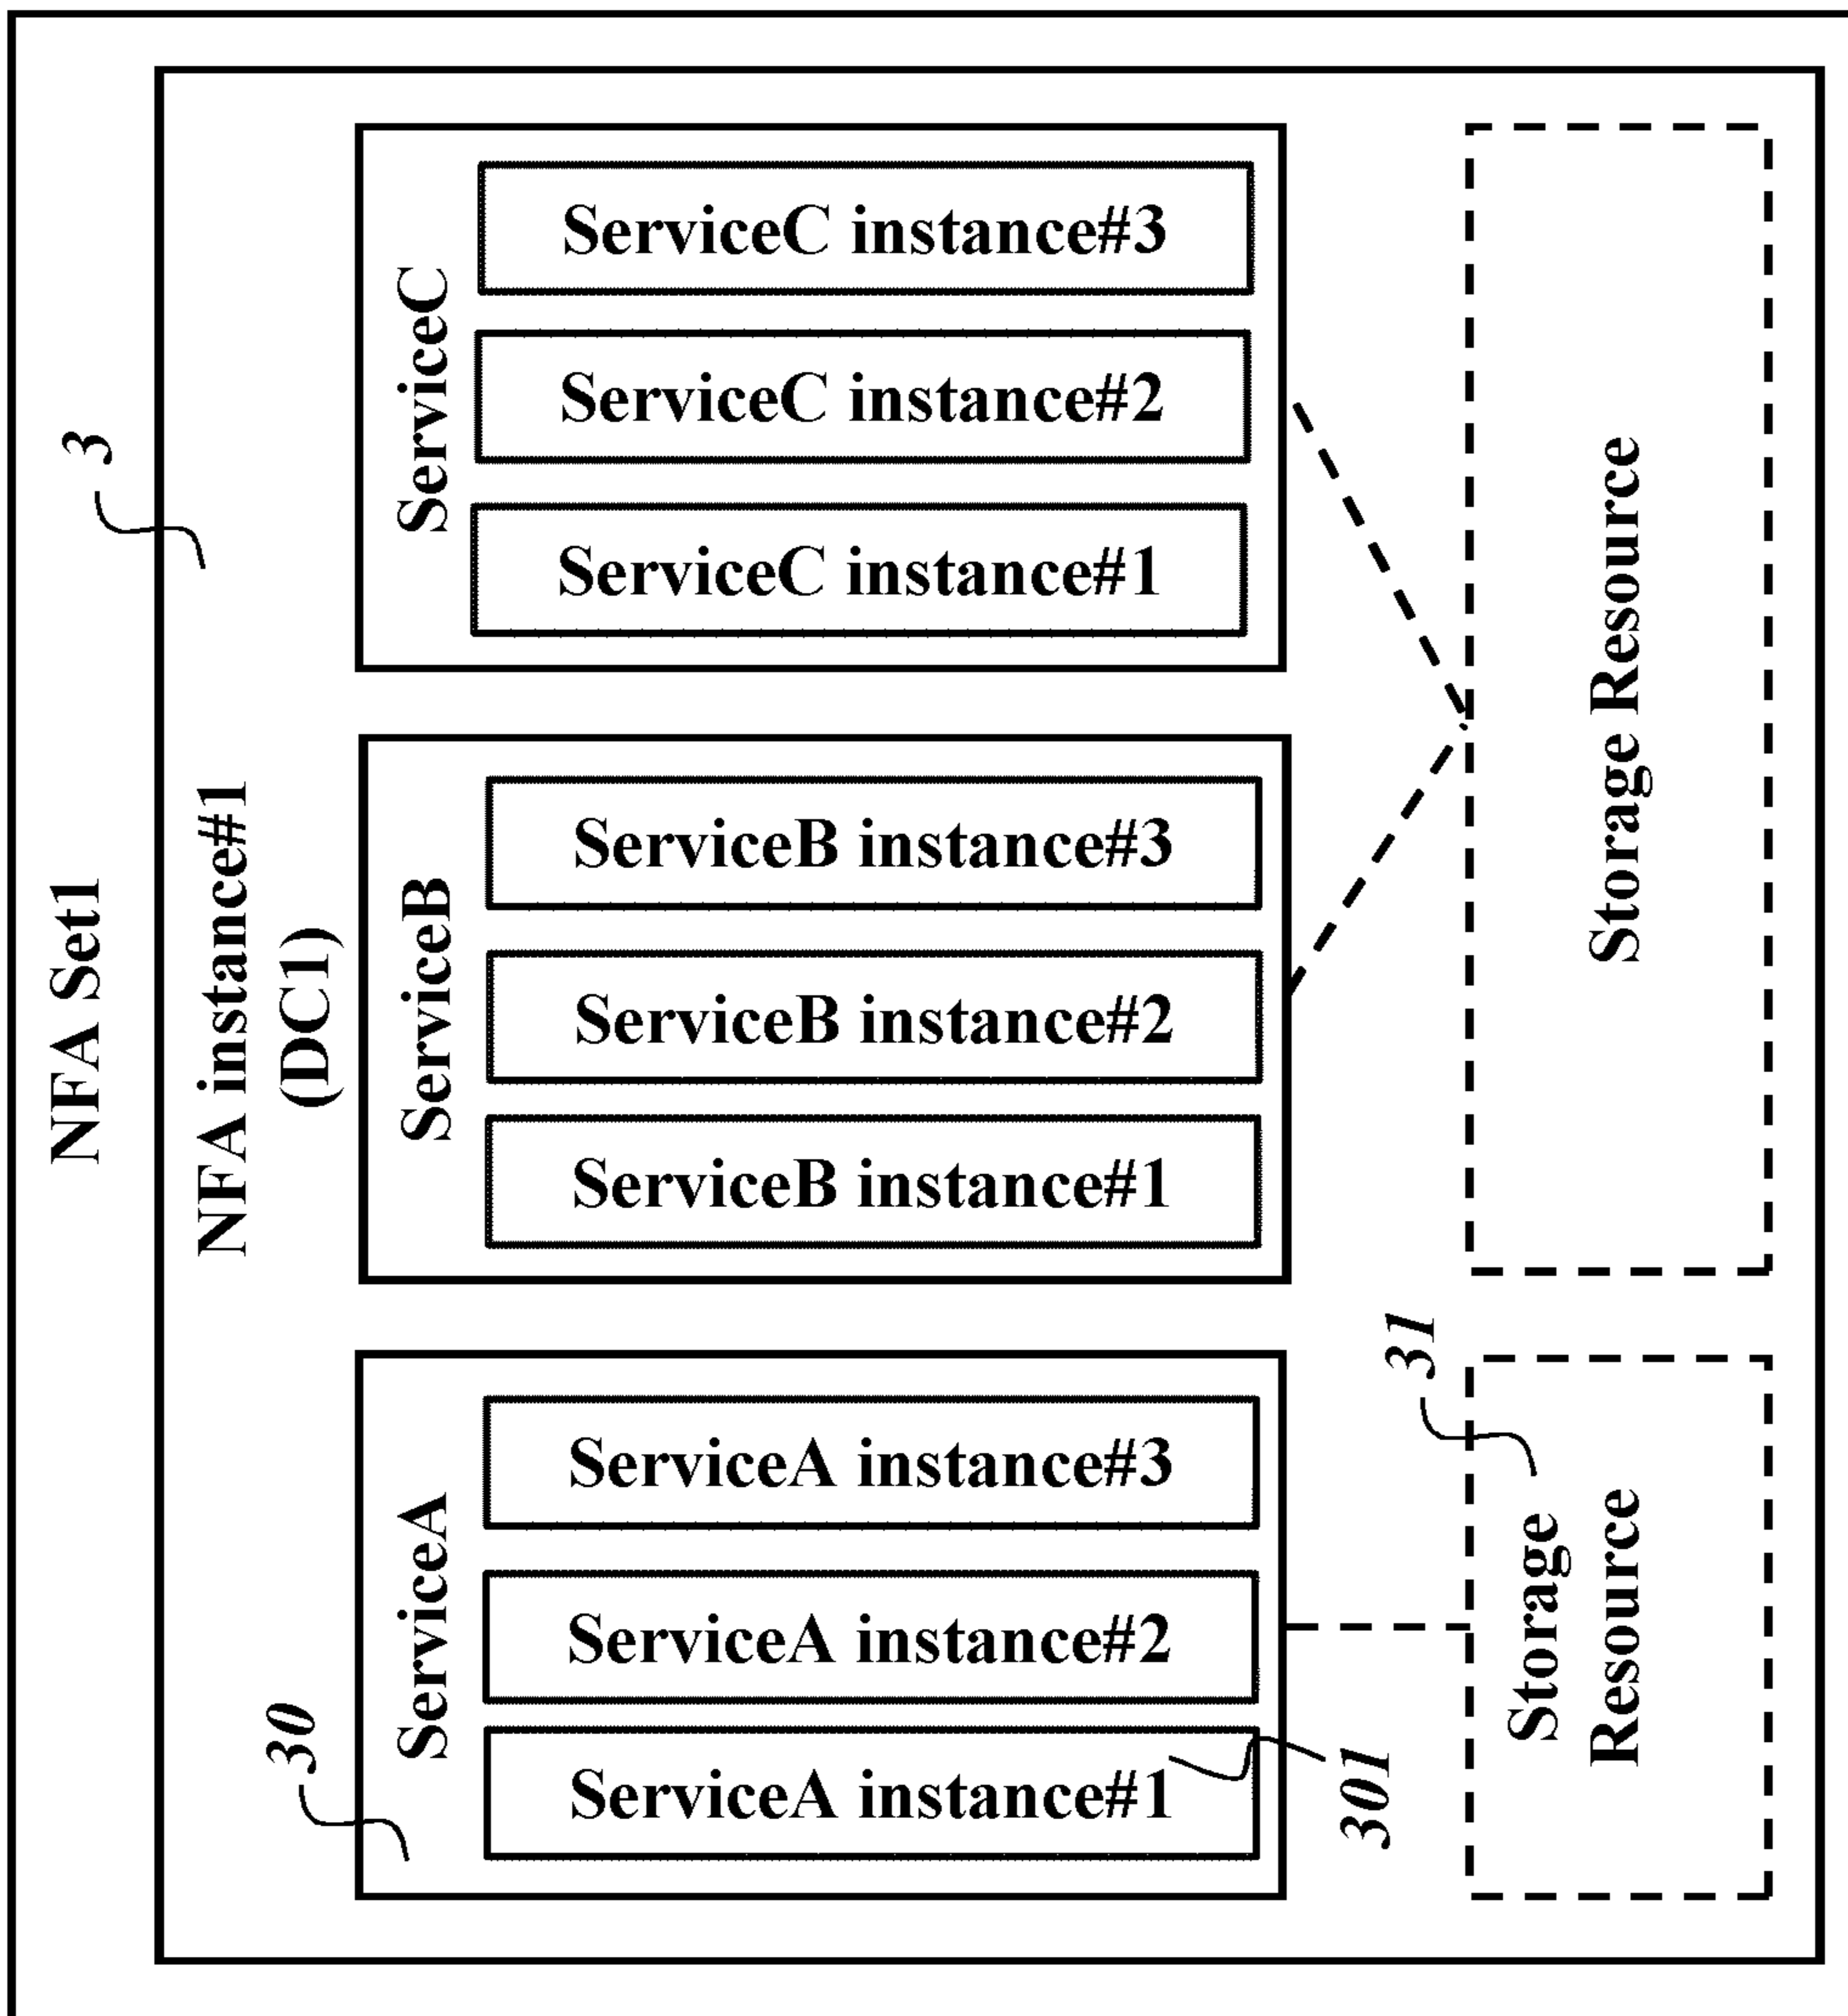 NFA Set1
3
NFA instance#1
(DC1)
30
ServiceA
ServiceA instance#1
ServiceA instance#2
ServiceA instance#3
301
ServiceB
ServiceB instance#1
ServiceB instance#2
ServiceB instance#3
ServiceC
ServiceC instance#1
ServiceC instance#2
ServiceC instance#3
31
Storage
Resource
Storage Resource